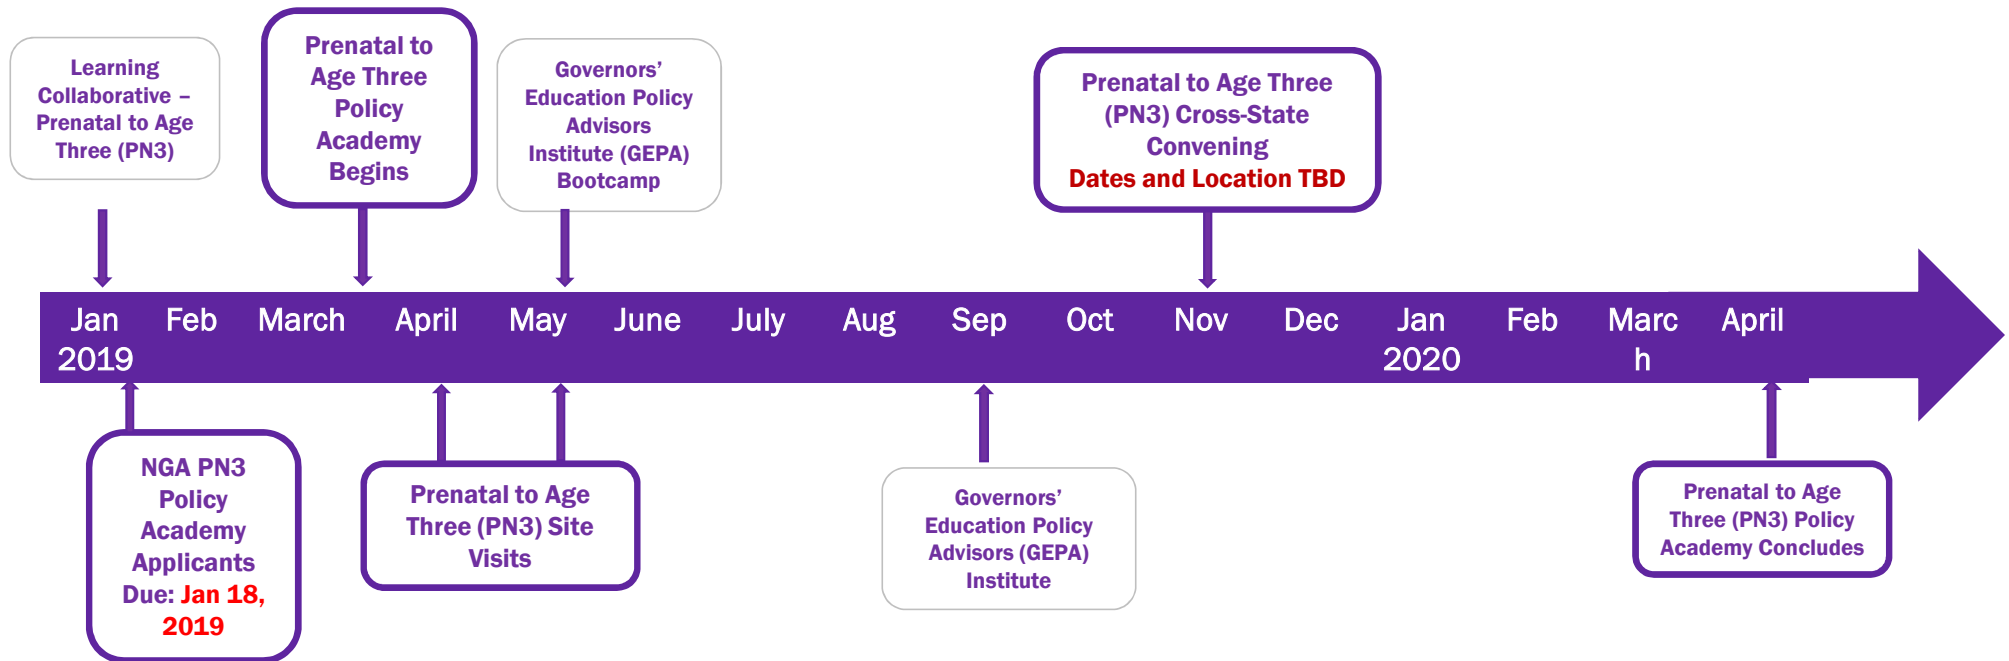 Learning
Collaborative –
Prenatal to Age
Three (PN3)
Prenatal to
Age Three
Policy
Academy
Begins
Governors’
Education Policy
Advisors
Institute (GEPA)
Bootcamp
Prenatal to Age Three
(PN3) Cross-State
Convening
Dates and Location TBD
Jan Feb March April May June July Aug Sep Oct Nov Dec Jan Feb Marc April
2019 2020 h
NGA PN3
Policy
Academy
Applicants
Due: Jan 18,
2019
Prenatal to Age
Three (PN3) Site
Visits
Governors’
Education Policy
Advisors (GEPA)
Institute
Prenatal to Age
Three (PN3) Policy
Academy Concludes